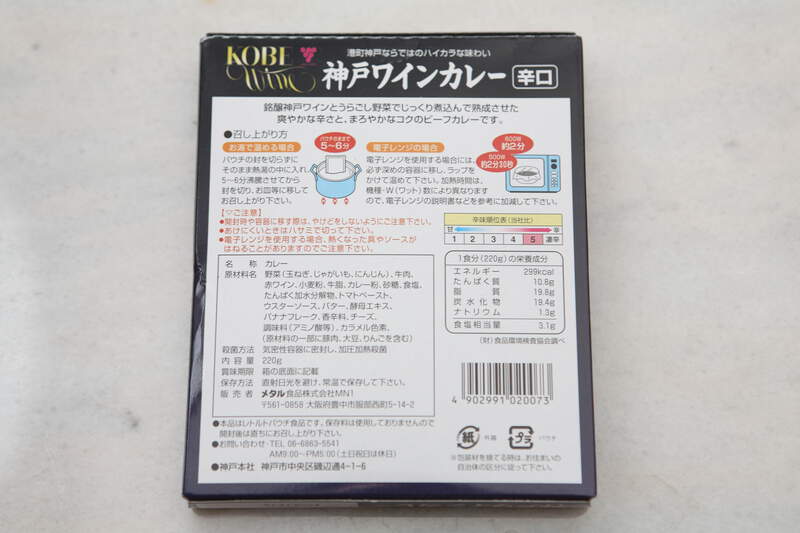 KOBE Wine
港町神戸ならではのハイカラな味わい
神戸ワインカレー 辛口
銘醸神戸ワインとうらごし野菜でじっくり煮込んで熟成させた
爽やかな辛さと、まろやかなコクのビーフカレーです。
●召し上がり方
お湯で温める場合
パウチの封を切らずに
そのまま熱湯の中に入れ
5〜6分沸騰させてから
封を切り、お皿等に移して
お召し上がり下さい。
パウチのままで
5〜6分
電子レンジの場合
電子レンジを使用する場合には、
必ず深めの容器に移し、ラップを
かけて温めて下さい。加熱時間は、
機種・W(ワット)数により異なります
ので、電子レンジの説明書などを参考に加減して下さい。
600W
約2分
500W
約2分30秒
【♡ご注意】
●開封時や容器に移す際は、やけどをしないようにご注意下さい。
●あけにくいときはハサミで切って下さい。
●電子レンジを使用する場合、熱くなった具やソースが
はねることがありますのでご注意下さい。
辛味順位表(当社比)
甘 辛
1 2 3 4 5 激辛
1食分(220g)の栄養成分
エネルギー 299kcal
たんぱく質 10.8g
脂質 19.8g
炭水化物 19.4g
ナトリウム 1.3g
食塩相当量 3.1g
(財)食品環境検査協会調べ
名称 カレー
原材料名 野菜(玉ねぎ、じゃがいも、にんじん)、牛肉、
赤ワイン、小麦粉、牛脂、カレー粉、砂糖、食塩、
たんぱく加水分解物、トマトペースト、
ウスターソース、バター、酵母エキス、
バナナフレーク、香辛料、チーズ、
調味料(アミノ酸等)、カラメル色素、
(原材料の一部に豚肉、大豆、りんごを含む)
殺菌方法 気密性容器に密封し、加圧加熱殺菌
内容量 220g
賞味期限 箱の底面に記載
保存方法 直射日光を避け、常温で保存して下さい。
販売者 メタル食品株式会社MN1
〒561-0858 大阪府豊中市服部西町5-14-2
4 902991 020073
●本品はレトルトパウチ食品です。保存料は使用しておりませんので
開封後は直ちにお召し上がり下さい。
●お問い合わせ・TEL 06-6863-5541
AM9:00〜PM5:00(土日祝日は休日)
●神戸本社 神戸市中央区磯辺通4-1-6
紙 外箱
プラ パウチ
※包装材を捨てる時は、お住まいの
自治体の区分に従って下さい。